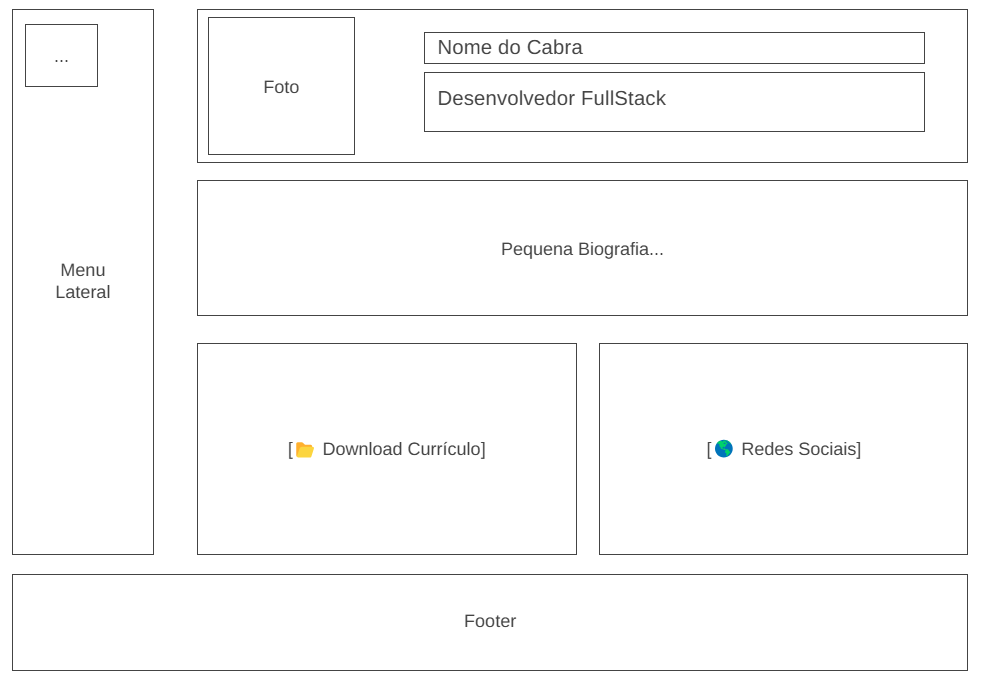 ...
Menu
Lateral
Foto
Nome do Cabra
Desenvolvedor FullStack
Pequena Biografia...
[📂 Download Currículo]
[🌎 Redes Sociais]
Footer